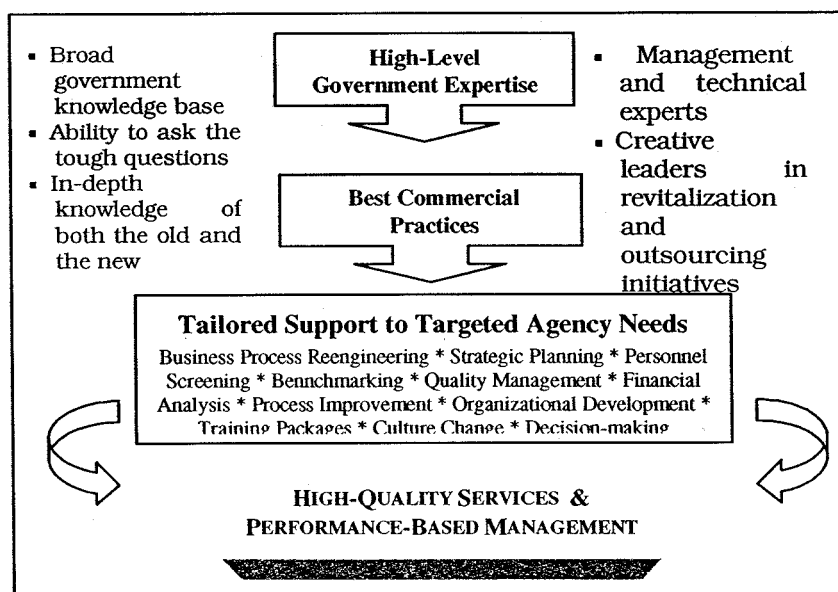 ▪ Broad
government
knowledge base
▪ Ability to ask the
tough questions
▪ In-depth
knowledge of
both the old and
the new
High-Level
Government Expertise
Best Commercial
Practices
▪ Management
and technical
experts
▪ Creative
leaders in
revitalization
and
outsourcing
initiatives
Tailored Support to Targeted Agency Needs
Business Process Reengineering * Strategic Planning * Personnel
Screening * Bennchmarking * Quality Management * Financial
Analysis * Process Improvement * Organizational Development *
Training Packages * Culture Change * Decision-making
HIGH-QUALITY SERVICES &
PERFORMANCE-BASED MANAGEMENT